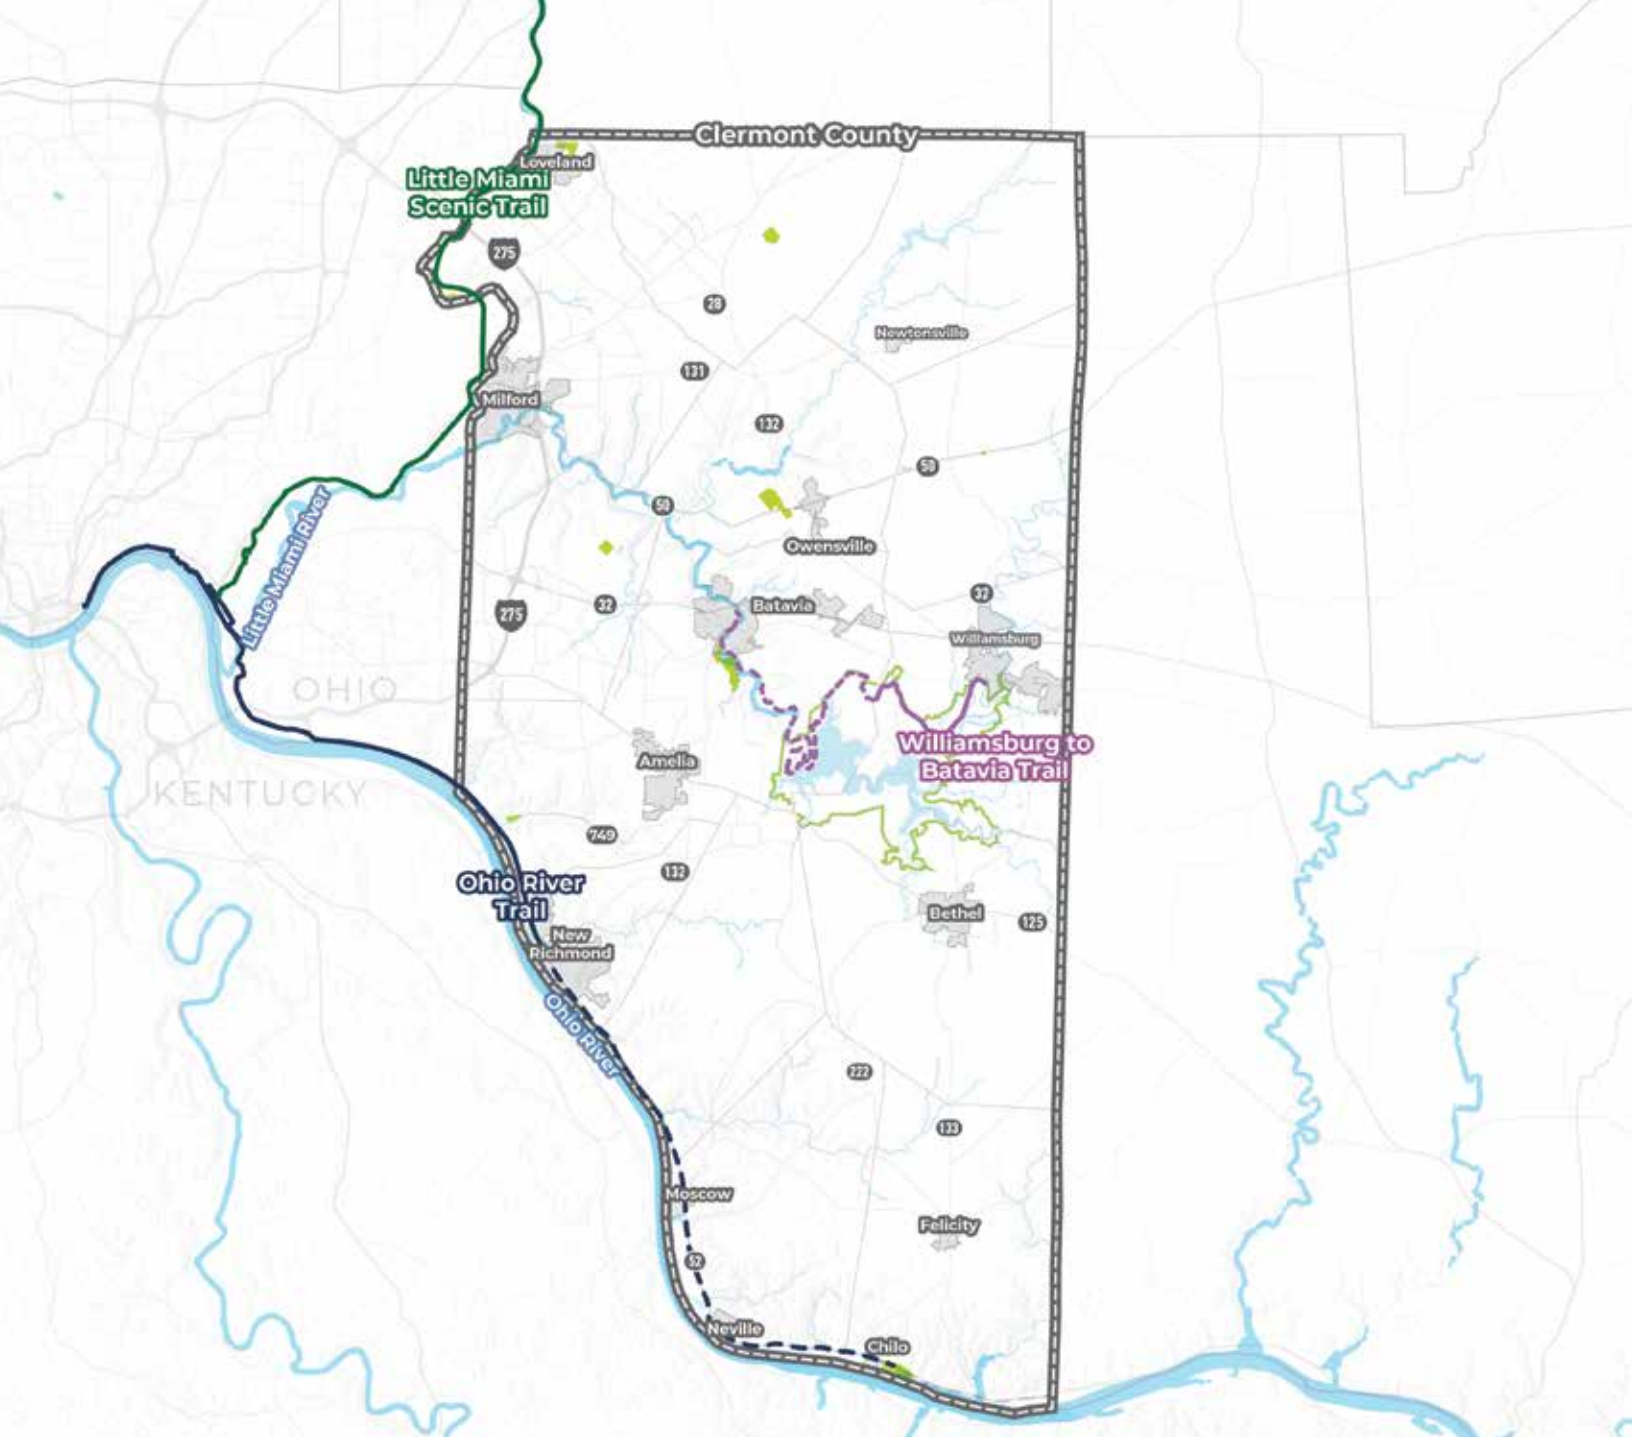 Clermont County
Loveland
Little Miami
Scenic Trail
275
28
Newtonsville
131
Milford
132
50
50
Owensville
Little Miami River
32
32
275
Batavia
Williamsburg
OHIO
Williamsburg to
Batavia Trail
Amelia
KENTUCKY
749
132
Ohio River
Trail
Bethel
125
New
Richmond
Ohio River
222
133
Moscow
Felicity
52
Neville
Chilo